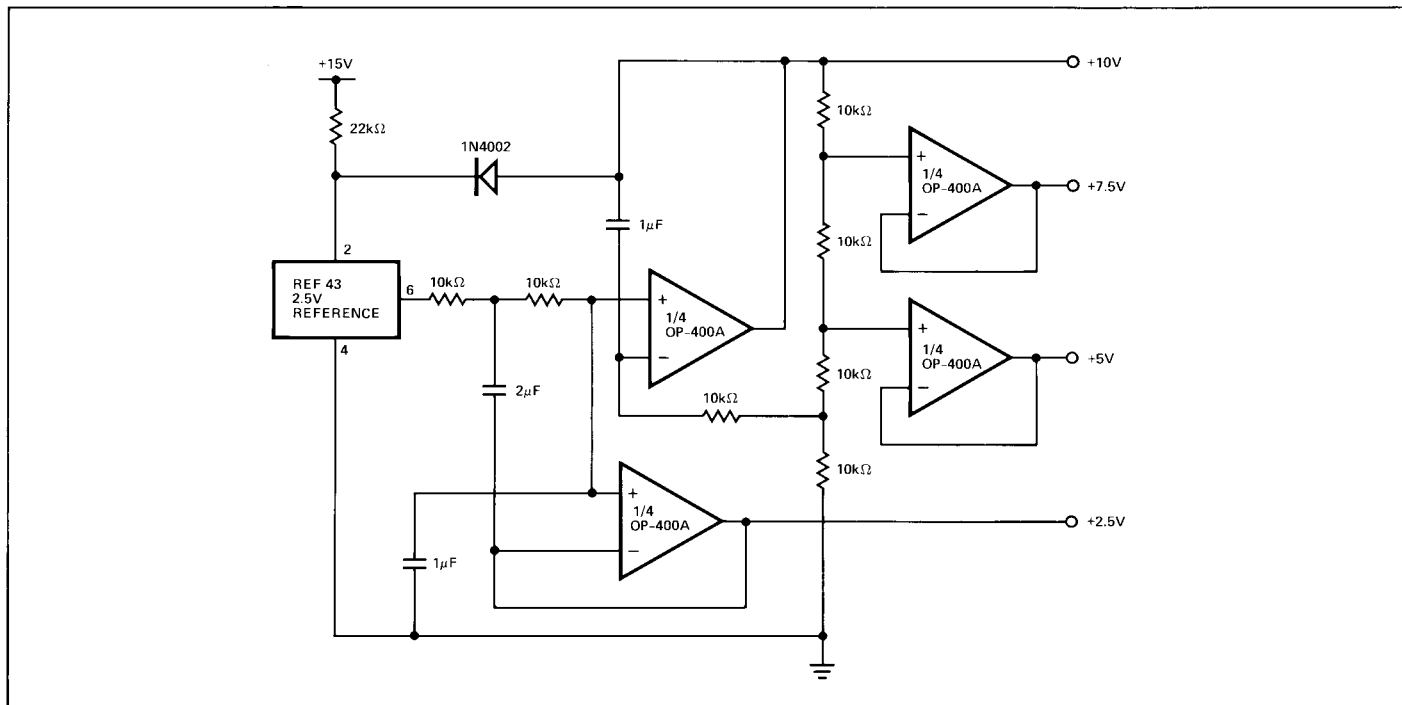 +15V
22kΩ
1N4002
1μF
+10V
10kΩ
+
1/4
OP-400A
−
+7.5V
10kΩ
2
REF 43
2.5V
REFERENCE
6
4
10kΩ
10kΩ
+
1/4
OP-400A
−
+
1/4
OP-400A
−
+5V
10kΩ
2μF
10kΩ
10kΩ
+
1/4
OP-400A
−
+2.5V
1μF